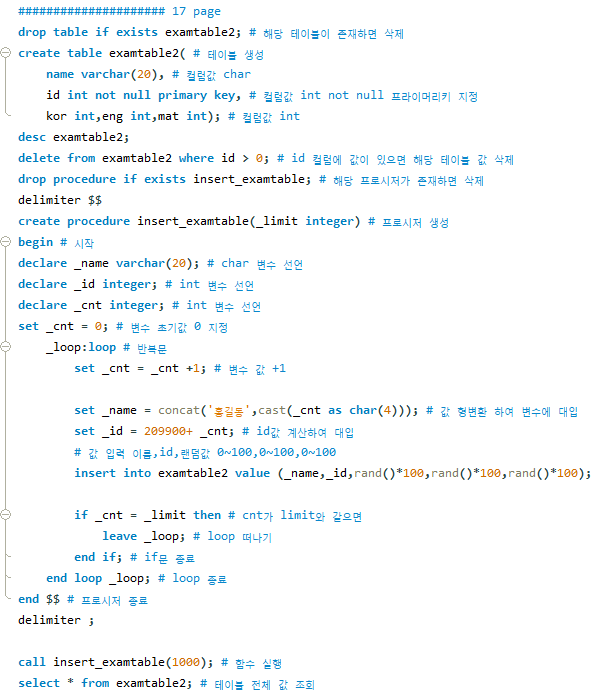 ##################### 17 page
drop table if exists examtable2; # 해당 테이블이 존재하면 삭제
create table examtable2( # 테이블 생성
name varchar(20), # 컬럼값 char
id int not null primary key, # 컬럼값 int not null 프라이머리키 지정
kor int,eng int,mat int); # 컬럼값 int
desc examtable2;
delete from examtable2 where id > 0; # id 컬럼에 값이 있으면 해당 테이블 값 삭제
drop procedure if exists insert_examtable; # 해당 프로시저가 존재하면 삭제
delimiter $$
create procedure insert_examtable(_limit integer) # 프로시저 생성
begin # 시작
declare _name varchar(20); # char 변수 선언
declare _id integer; # int 변수 선언
declare _cnt integer; # int 변수 선언
set _cnt = 0; # 변수 초기값 0 지정
_loop:loop # 반복문
set _cnt = _cnt +1; # 변수 값 +1
set _name = concat('홍길동',cast(_cnt as char(4))); # 값 형변환 하여 변수에 대입
set _id = 209900+ _cnt; # id값 계산하여 대입
# 값 입력 이름,id,랜덤값 0~100,0~100,0~100
insert into examtable2 value (_name,_id,rand()*100,rand()*100,rand()*100);
if _cnt = _limit then # cnt가 limit와 같으면
leave _loop; # loop 떠나기
end if; # if문 종료
end loop _loop; # loop 종료
end $$ # 프로시저 종료
delimiter ;
call insert_examtable(1000); # 함수 실행
select * from examtable2; # 테이블 전체 값 조회